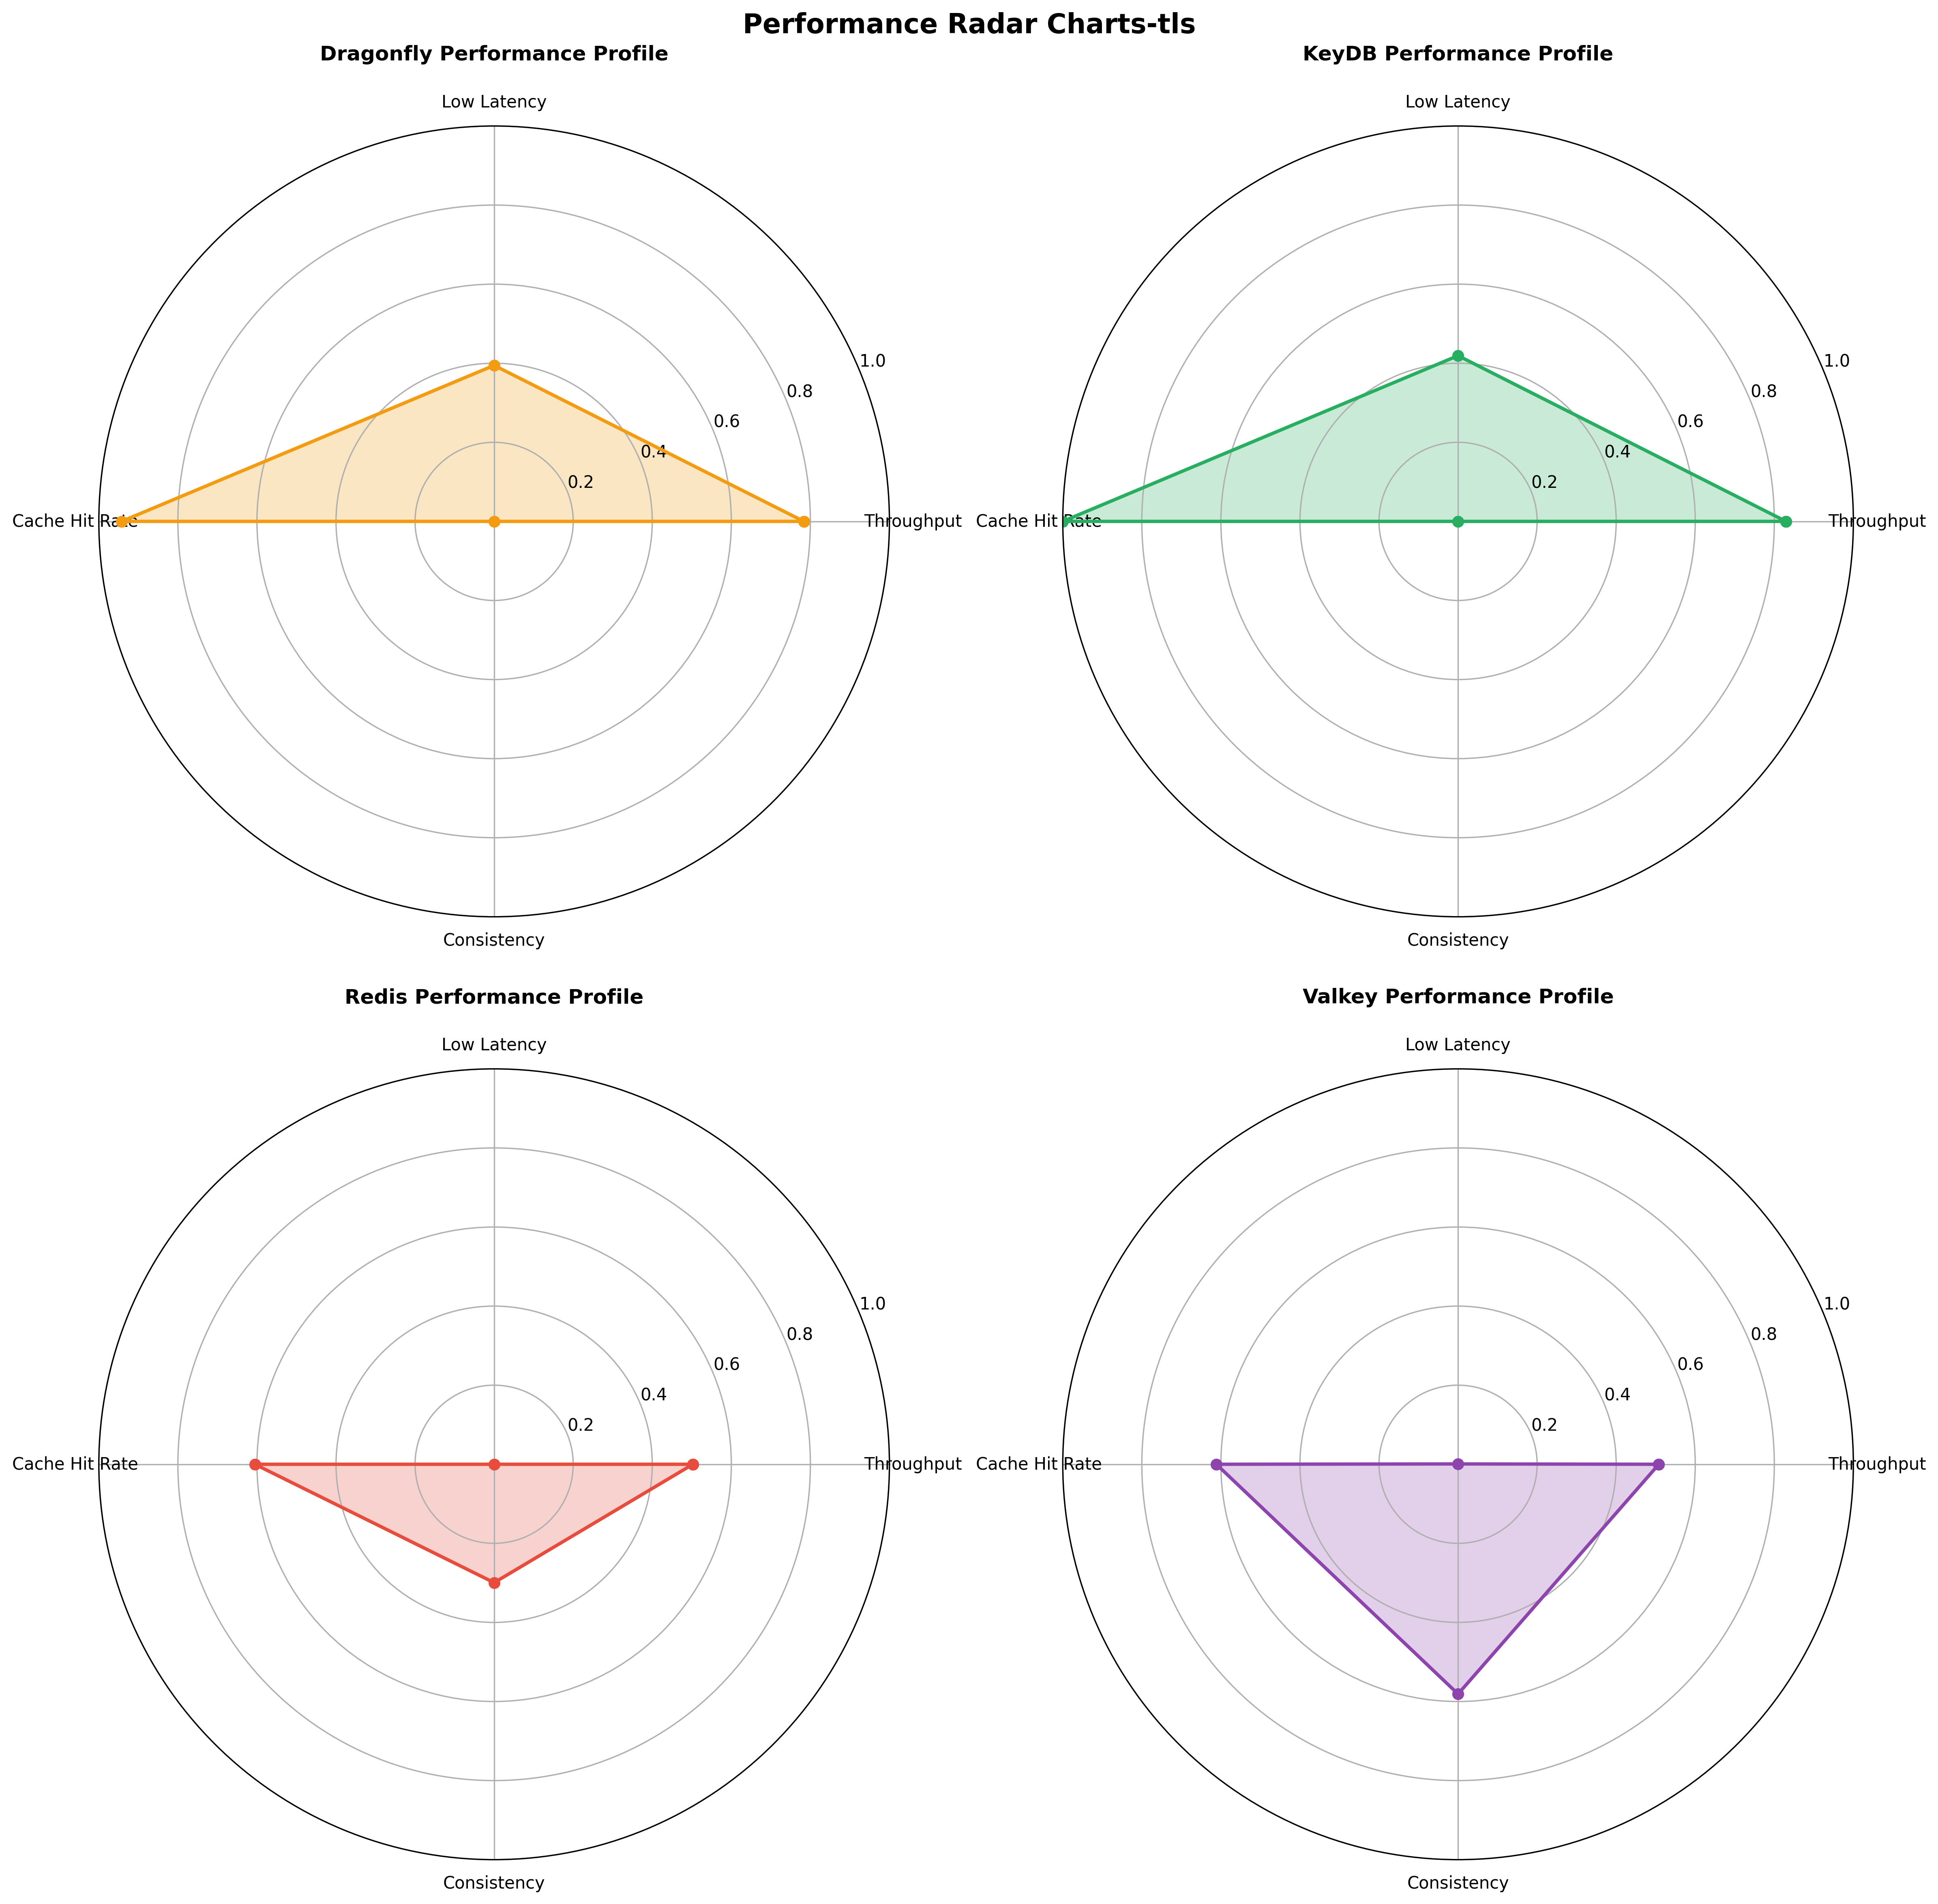 Performance Radar Charts-tls
Dragonfly Performance Profile
Low Latency
1.0
0.8
0.6
0.4
0.2
Cache Hit Rate
Throughput
Consistency
KeyDB Performance Profile
Low Latency
1.0
0.8
0.6
0.4
0.2
Cache Hit Rate
Throughput
Consistency
Redis Performance Profile
Low Latency
1.0
0.8
0.6
0.4
0.2
Cache Hit Rate
Throughput
Consistency
Valkey Performance Profile
Low Latency
1.0
0.8
0.6
0.4
0.2
Cache Hit Rate
Throughput
Consistency